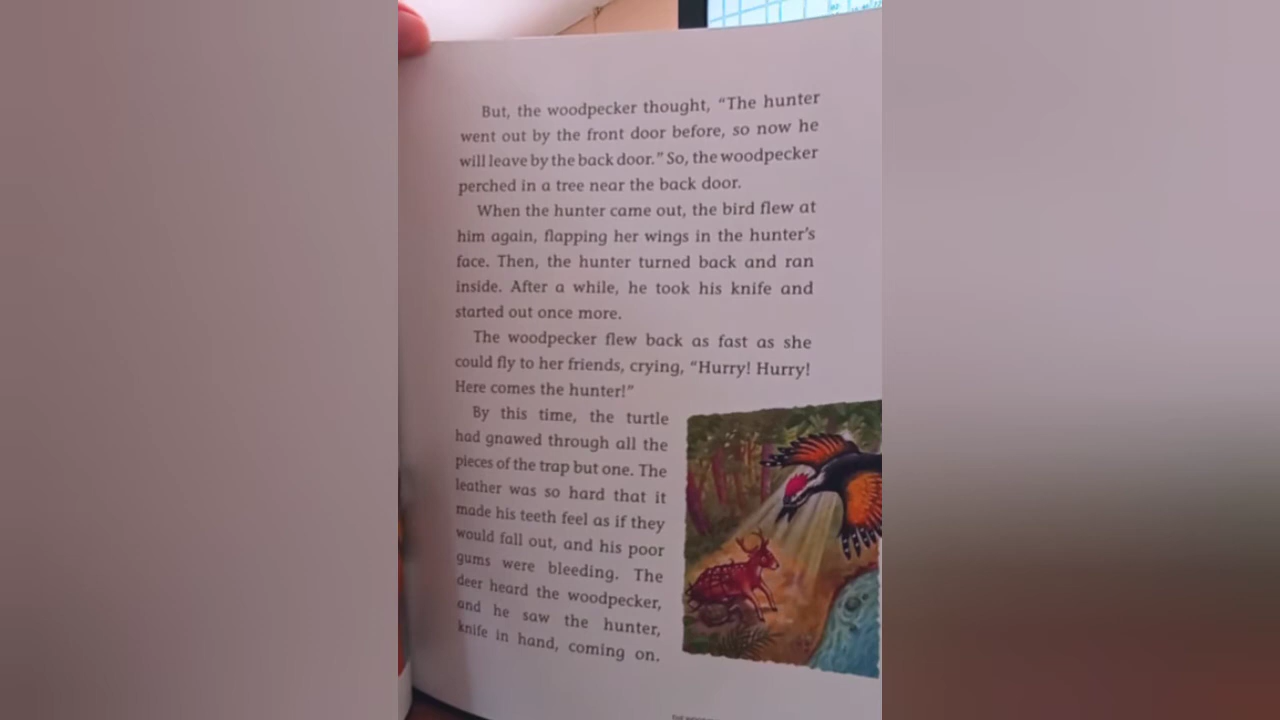 But, the woodpecker thought, “The hunter
went out by the front door before, so now he
will leave by the back door.” So, the woodpecker
perched in a tree near the back door.
When the hunter came out, the bird flew at
him again, flapping her wings in the hunter’s
face. Then, the hunter turned back and ran
inside. After a while, he took his knife and
started out once more.
The woodpecker flew back as fast as she
could fly to her friends, crying, “Hurry! Hurry!
Here comes the hunter!”
By this time, the turtle
had gnawed through all the
pieces of the trap but one. The
leather was so hard that it
made his teeth feel as if they
would fall out, and his poor
gums were bleeding. The
deer heard the woodpecker,
and he saw the hunter,
knife in hand, coming on.